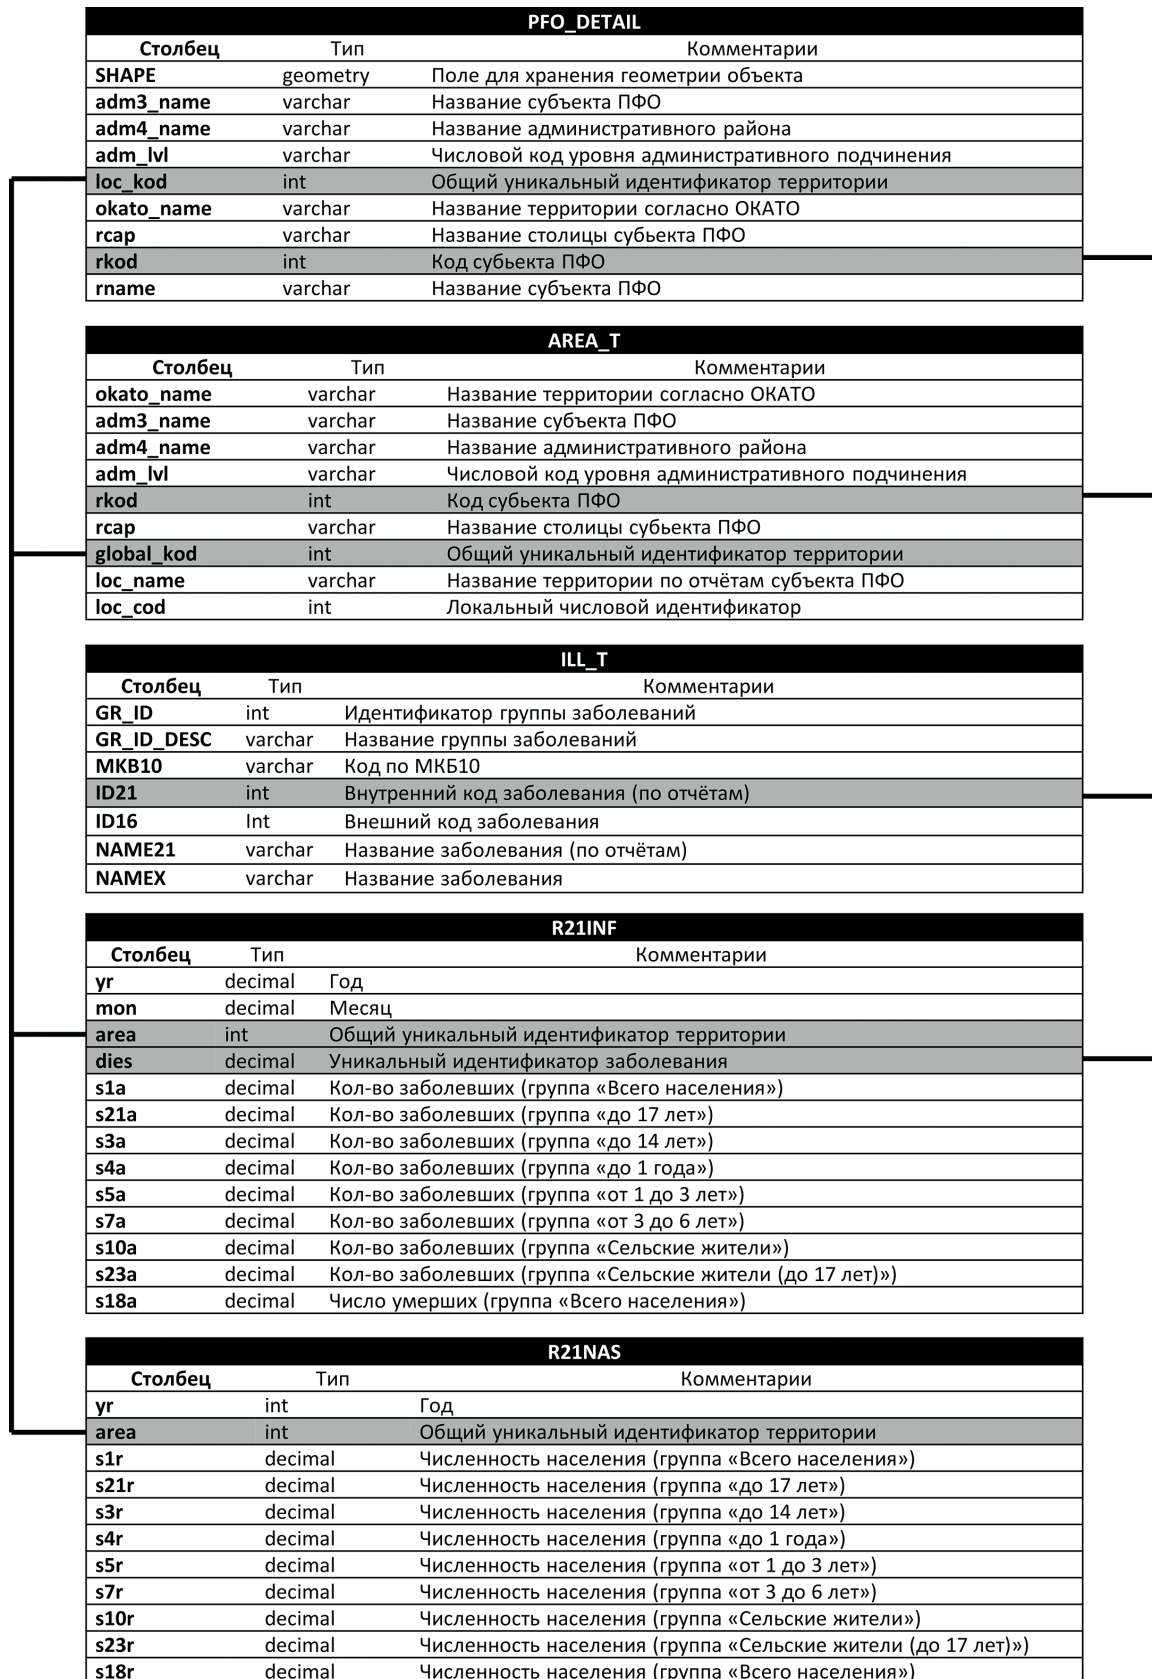 PFO_DETAIL
Столбец Тип Комментарии
SHAPE geometry Поле для хранения геометрии объекта
adm3_name varchar Название субъекта ПФО
adm4_name varchar Название административного района
adm_lvl varchar Числовой код уровня административного подчинения
loc_kod int Общий уникальный идентификатор территории
okato_name varchar Название территории согласно ОКАТО
rcap varchar Название столицы субьекта ПФО
rkod int Код субьекта ПФО
rname varchar Название субъекта ПФО
AREA_T
Столбец Тип Комментарии
okato_name varchar Название территории согласно ОКАТО
adm3_name varchar Название субъекта ПФО
adm4_name varchar Название административного района
adm_lvl varchar Числовой код уровня административного подчинения
rkod int Код субьекта ПФО
rcap varchar Название столицы субьекта ПФО
global_kod int Общий уникальный идентификатор территории
loc_name varchar Название территории по отчётам субъекта ПФО
loc_cod int Локальный числовой идентификатор
ILL_T
Столбец Тип Комментарии
GR_ID int Идентификатор группы заболеваний
GR_ID_DESC varchar Название группы заболеваний
MKB10 varchar Код по МКБ10
ID21 int Внутренний код заболевания (по отчётам)
ID16 Int Внешний код заболевания
NAME21 varchar Название заболевания (по отчётам)
NAMEX varchar Название заболевания
R21INF
Столбец Тип Комментарии
yr decimal Год
mon decimal Месяц
area int Общий уникальный идентификатор территории
dies decimal Уникальный идентификатор заболевания
s1a decimal Кол-во заболевших (группа «Всего населения»)
s21a decimal Кол-во заболевших (группа «до 17 лет»)
s3a decimal Кол-во заболевших (группа «до 14 лет»)
s4a decimal Кол-во заболевших (группа «до 1 года»)
s5a decimal Кол-во заболевших (группа «от 1 до 3 лет»)
s7a decimal Кол-во заболевших (группа «от 3 до 6 лет»)
s10a decimal Кол-во заболевших (группа «Сельские жители»)
s23a decimal Кол-во заболевших (группа «Сельские жители (до 17 лет)»)
s18a decimal Число умерших (группа «Всего населения»)
R21NAS
Столбец Тип Комментарии
yr int Год
area int Общий уникальный идентификатор территории
s1r decimal Численность населения (группа «Всего населения»)
s21r decimal Численность населения (группа «до 17 лет»)
s3r decimal Численность населения (группа «до 14 лет»)
s4r decimal Численность населения (группа «до 1 года»)
s5r decimal Численность населения (группа «от 1 до 3 лет»)
s7r decimal Численность населения (группа «от 3 до 6 лет»)
s10r decimal Численность населения (группа «Сельские жители»)
s23r decimal Численность населения (группа «Сельские жители (до 17 лет)»)
s18r decimal Численность населения (группа «Всего населения»)